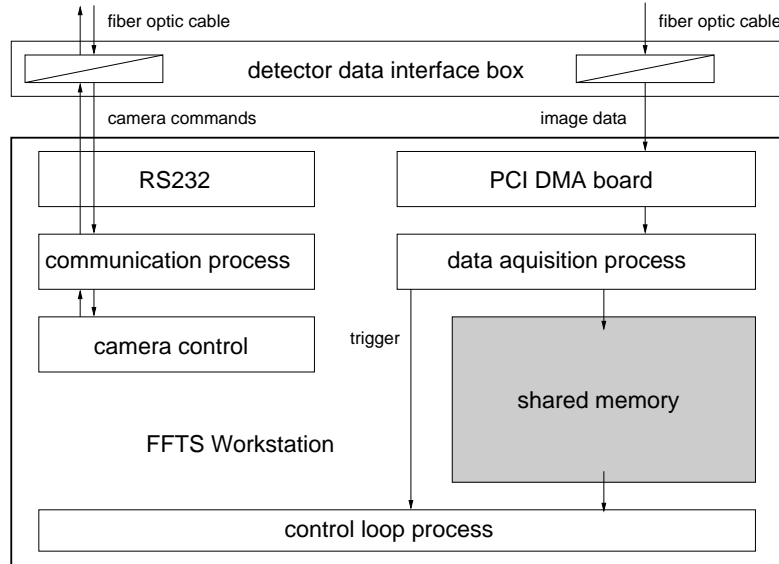 fiber optic cable
fiber optic cable
detector data interface box
camera commands
image data
RS232
PCI DMA board
communication process
data aquisition process
camera control
trigger
shared memory
FFTS Workstation
control loop process